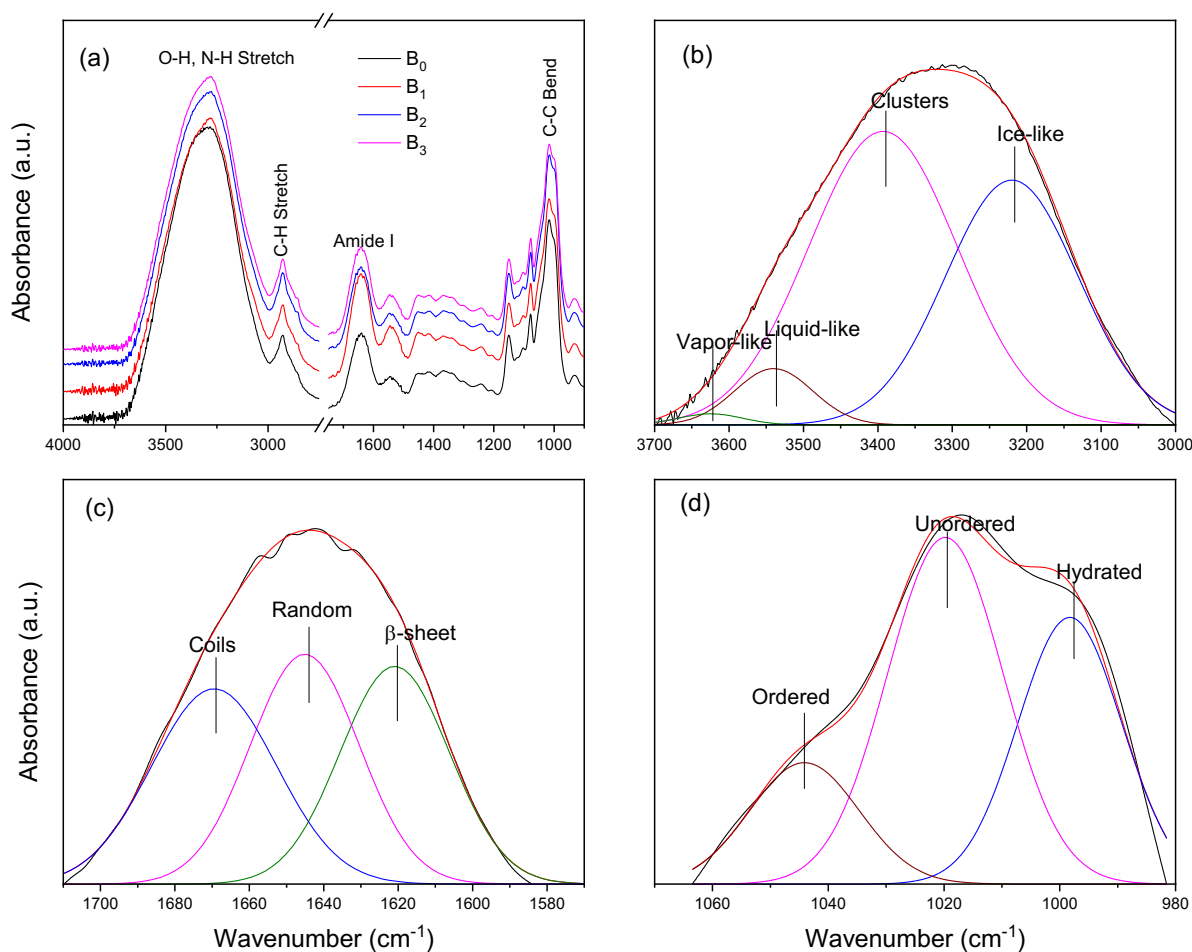 (a)
O-H, N-H Stretch
B0
B1
B2
B3
C-H Stretch
Amide I
C-C Bend
Absorbance (a.u.)
4000 3500 3000 1600 1400 1200 1000
(b)
Clusters
Ice-like
Vapor-like
Liquid-like
3700 3600 3500 3400 3300 3200 3100 3000
(c)
Coils
Random
β-sheet
Absorbance (a.u.)
1700 1680 1660 1640 1620 1600 1580
Wavenumber (cm-1)
(d)
Unordered
Hydrated
Ordered
1060 1040 1020 1000 980
Wavenumber (cm-1)